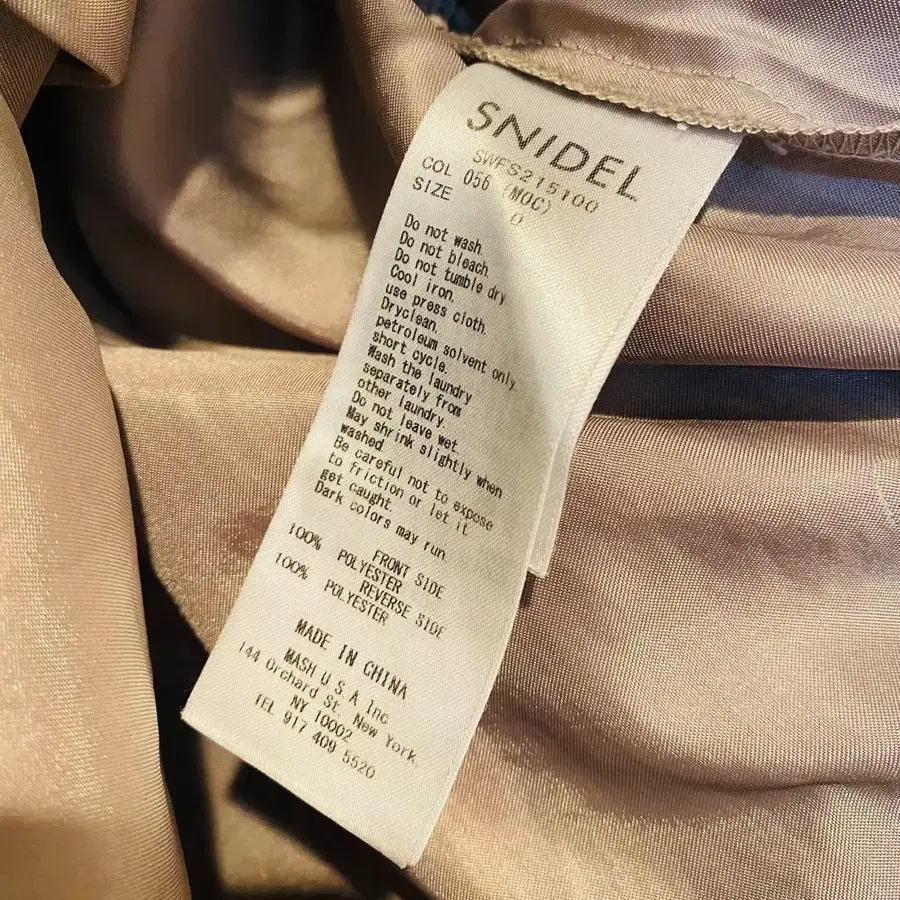 SNIDEL
SWFS215100
COL 056 (MOC)
SIZE 0
Do not wash.
Do not bleach.
Do not tumble dry
Cool iron.
use press cloth.
Dryclean.
petroleum solvent only.
short cycle.
Wash the laundry
separately from
other laundry.
Do not leave wet.
May shrink slightly when
washed.
Be careful not to expose
to friction or let it
get caught.
Dark colors may run.
FRONT SIDE
100% POLYESTER
REVERSE SIDE
100% POLYESTER
MADE IN CHINA
MASH U S A Inc
144 Orchard St. New York.
NY 10002
TEL 917 409 5520